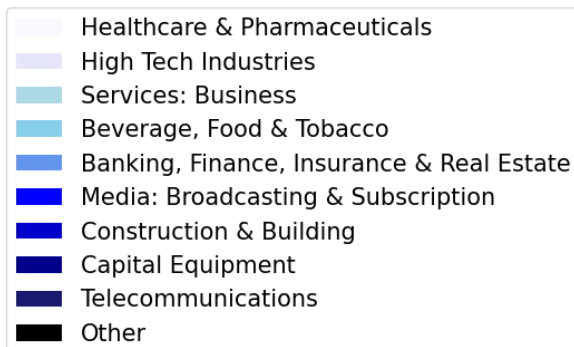 Healthcare & Pharmaceuticals
High Tech Industries
Services: Business
Beverage, Food & Tobacco
Banking, Finance, Insurance & Real Estate
Media: Broadcasting & Subscription
Construction & Building
Capital Equipment
Telecommunications
Other